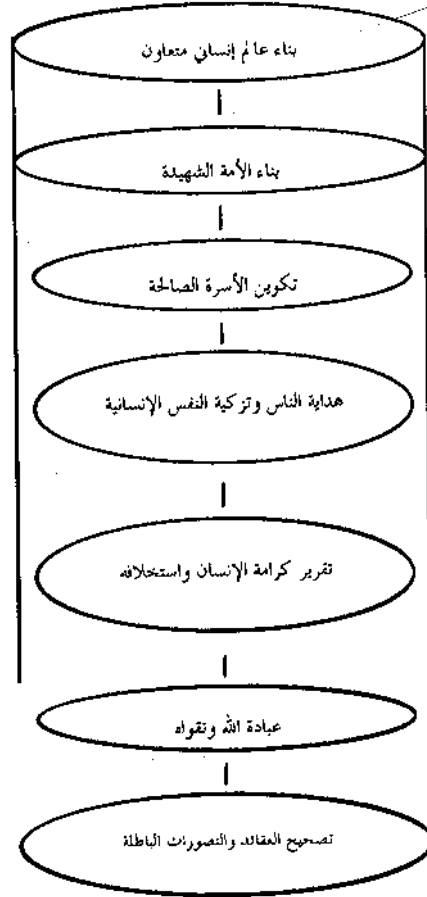 بناء عالم إنساني متعاون
بناء الأمة الشهيدة
تكوين الأسرة الصالحة
هداية الناس وتزكية النفس الإنسانية
تقرير كرامة الإنسان واستخلافه
عبادة الله وتقواه
تصحيح العقائد والتصورات الباطلة